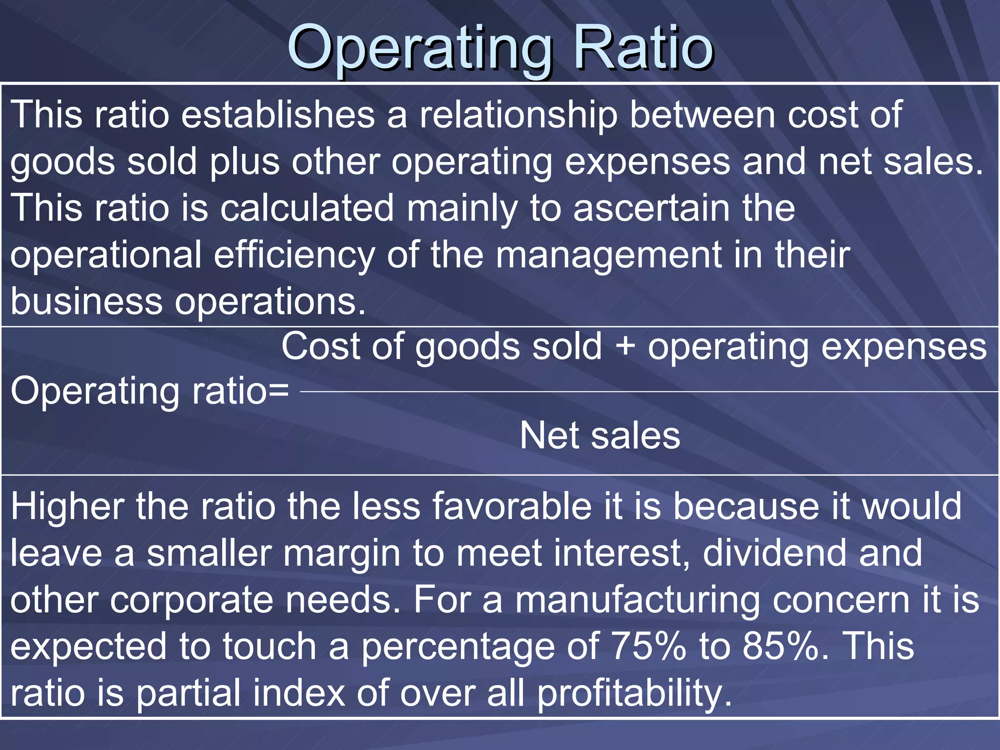 Operating Ratio
This ratio establishes a relationship between cost of
goods sold plus other operating expenses and net sales.
This ratio is calculated mainly to ascertain the
operational efficiency of the management in their
business operations.
Cost of goods sold + operating expenses
Operating ratio=
Net sales
Higher the ratio the less favorable it is because it would
leave a smaller margin to meet interest, dividend and
other corporate needs. For a manufacturing concern it is
expected to touch a percentage of 75% to 85%. This
ratio is partial index of over all profitability.